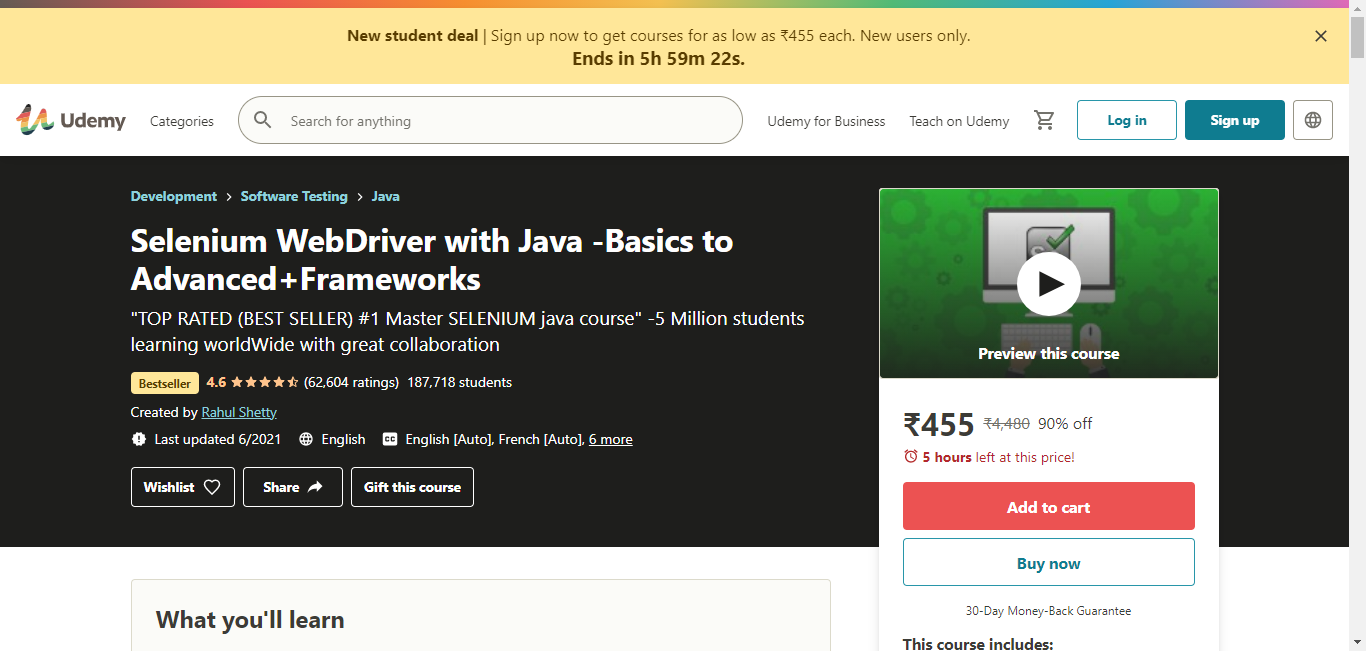 New student deal | Sign up now to get courses for as low as ₹455 each. New users only.
Ends in 5h 59m 22s.
Udemy
Categories
Search for anything
Udemy for Business
Teach on Udemy
Log in
Sign up
Development > Software Testing > Java
Selenium WebDriver with Java -Basics to
Advanced+Frameworks
"TOP RATED (BEST SELLER) #1 Master SELENIUM java course" -5 Million students
learning worldWide with great collaboration
Bestseller 4.6 (62,604 ratings) 187,718 students
Created by Rahul Shetty
Last updated 6/2021 English CC English [Auto], French [Auto], 6 more
Wishlist
Share
Gift this course
What you'll learn
Preview this course
₹455 ₹4,480 90% off
5 hours left at this price!
Add to cart
Buy now
30-Day Money-Back Guarantee
This course includes: